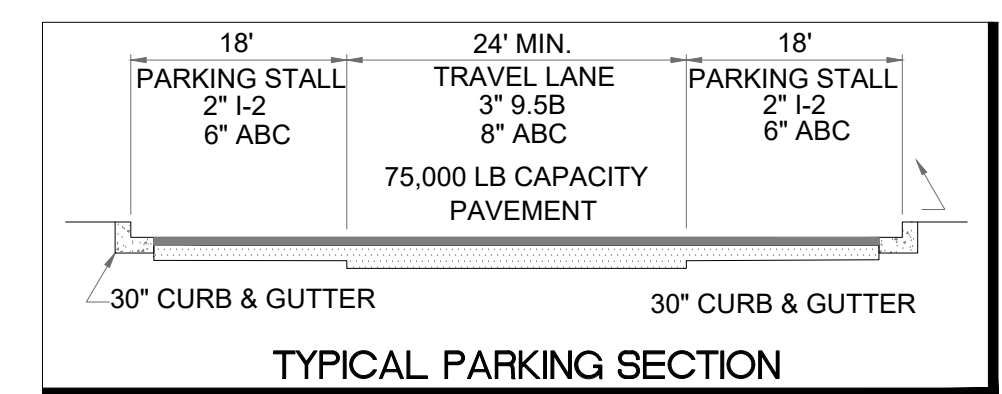 18'
24' MIN.
18'
PARKING STALL
2" I-2
6" ABC
TRAVEL LANE
3" 9.5B
8" ABC
PARKING STALL
2" I-2
6" ABC
75,000 LB CAPACITY
PAVEMENT
30" CURB & GUTTER
30" CURB & GUTTER
TYPICAL PARKING SECTION